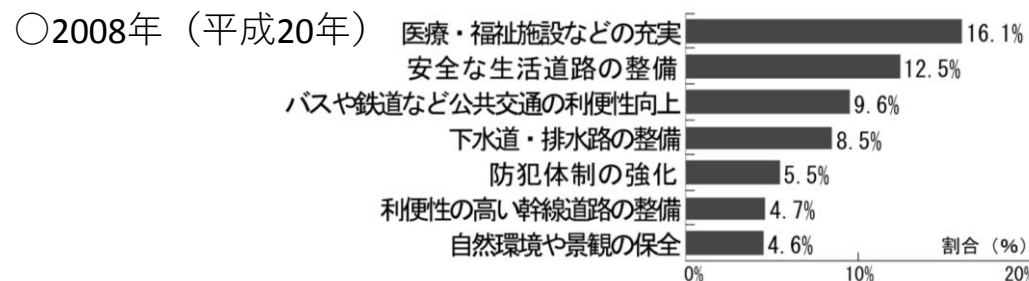 ○2008年（平成20年）
医療・福祉施設などの充実 16.1%
安全な生活道路の整備 12.5%
バスや鉄道など公共交通の利便性向上 9.6%
下水道・排水路の整備 8.5%
防犯体制の強化 5.5%
利便性の高い幹線道路の整備 4.7%
自然環境や景観の保全 4.6% 割合（%）
0% 10% 20%